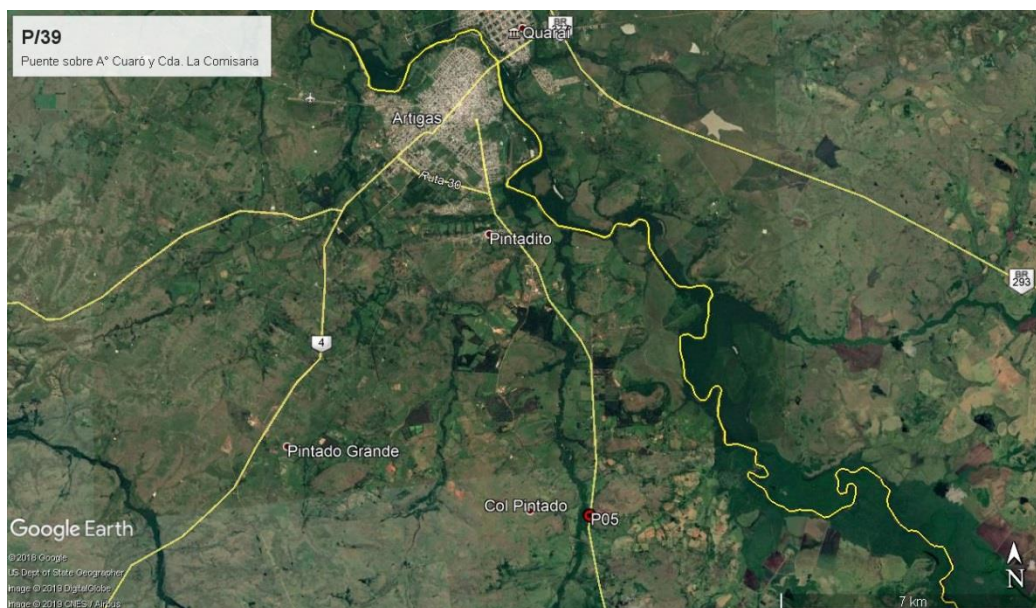 P/39
Puente sobre A° Cuaró y Cda. La Comisaria
BR
Quaraí
Artigas
Ruta 30
Pintadito
BR
293
4
Pintado Grande
Col Pintado
P05
Google Earth
©2018 Google
US Dept of State Geographer
Image © 2019 DigitalGlobe
Image © 2019 CNES / Airbus
N
7 km